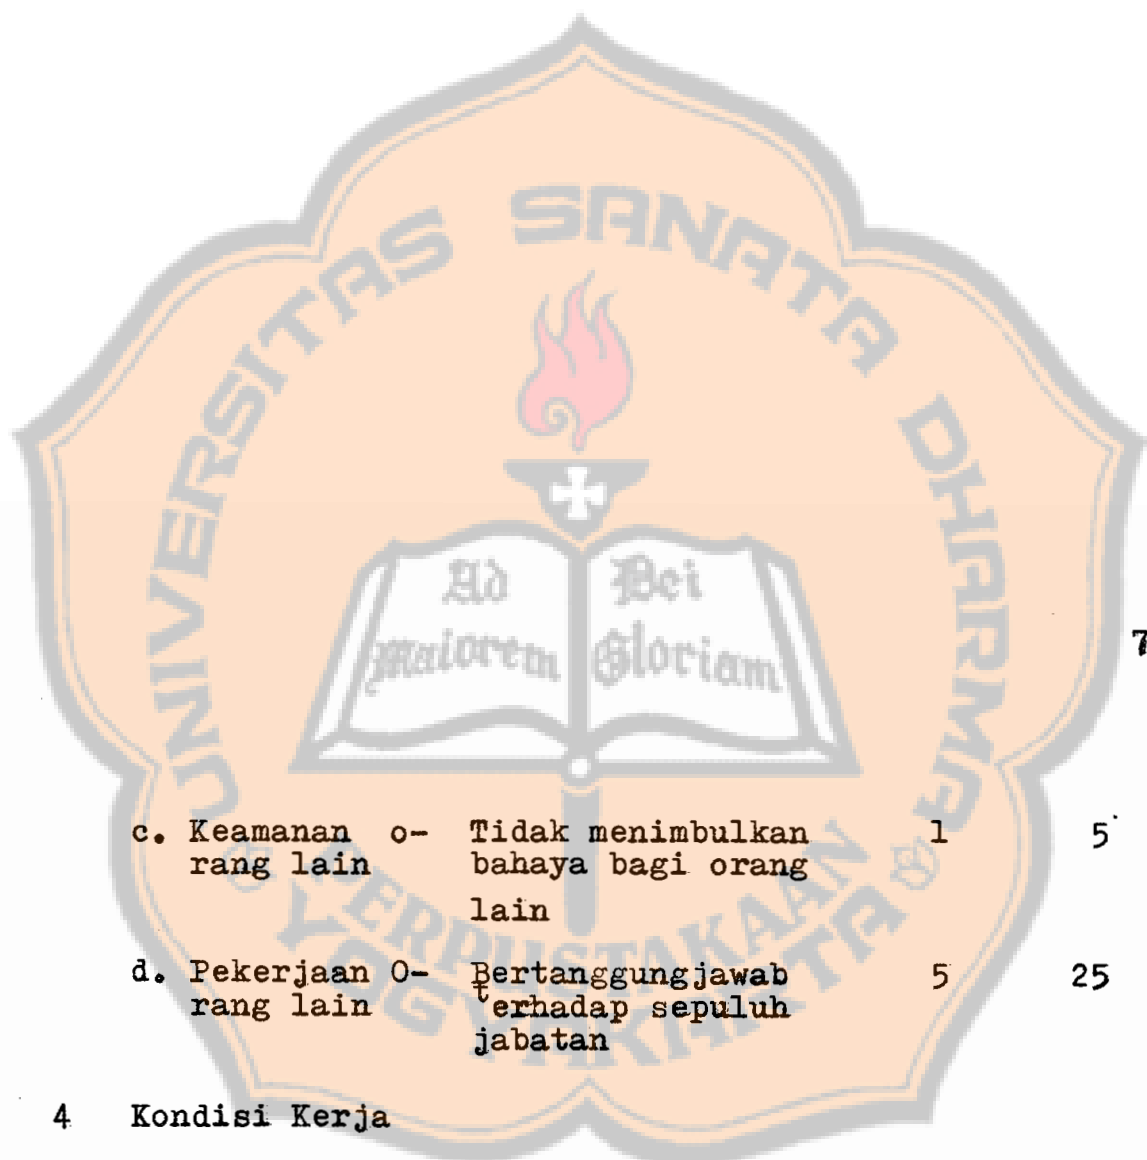 UNIVERSITAS SANATA DHARMA
Ad Dei
maiorem Gloriam
7
c. Keamanan o- Tidak menimbulkan 1 5
rang lain bahaya bagi orang
lain
PERPUSTAKAAN
d. Pekerjaan O- Bertanggungjawab 5 25
rang lain terhadap sepuluh
jabatan
YOGYAKARTA
4 Kondisi Kerja